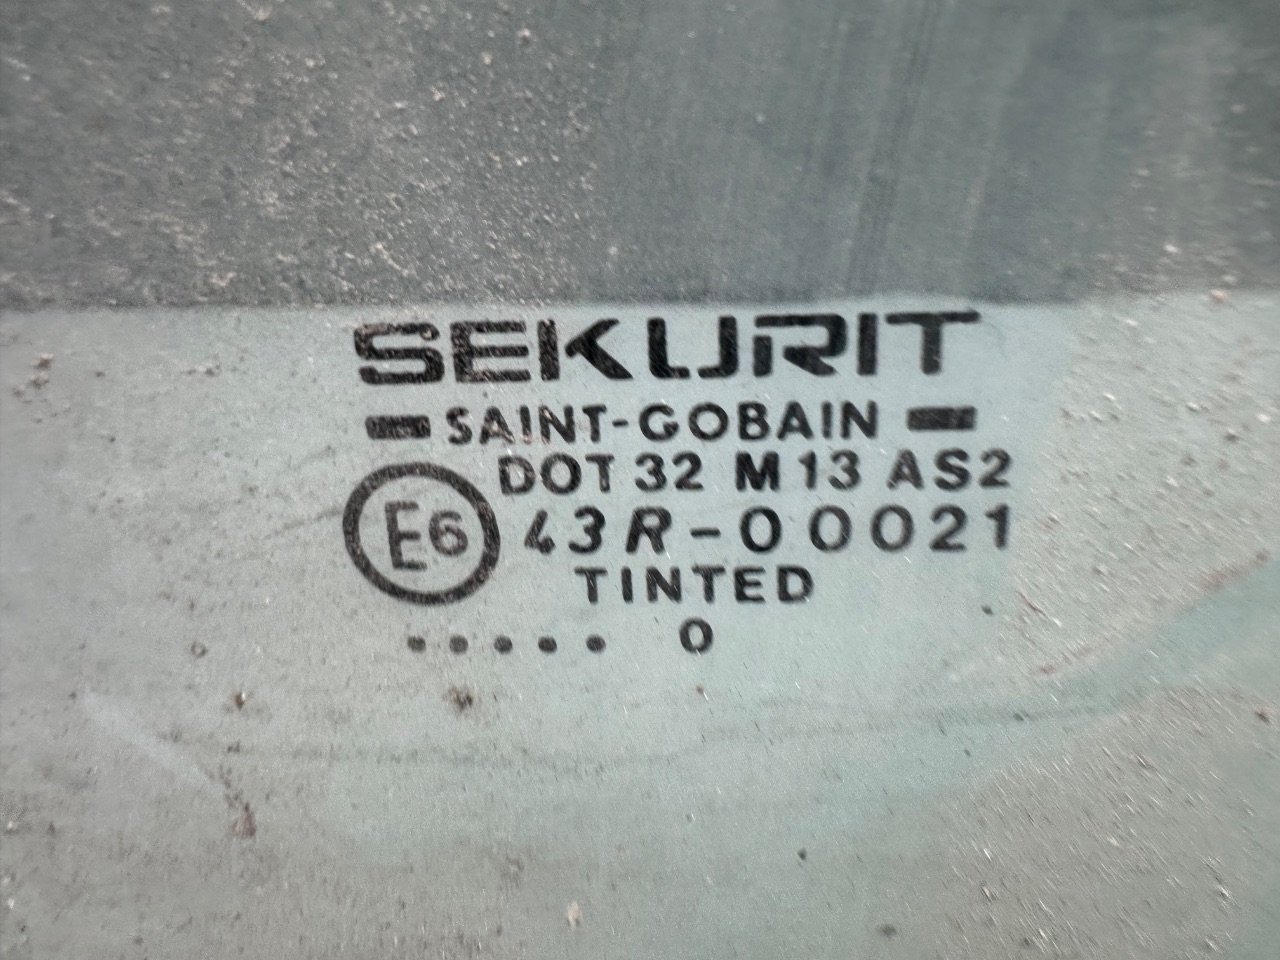 SEKURIT
SAINT-GOBAIN
DOT 32 M13 AS2
E6 43R-00021
TINTED
..... 0